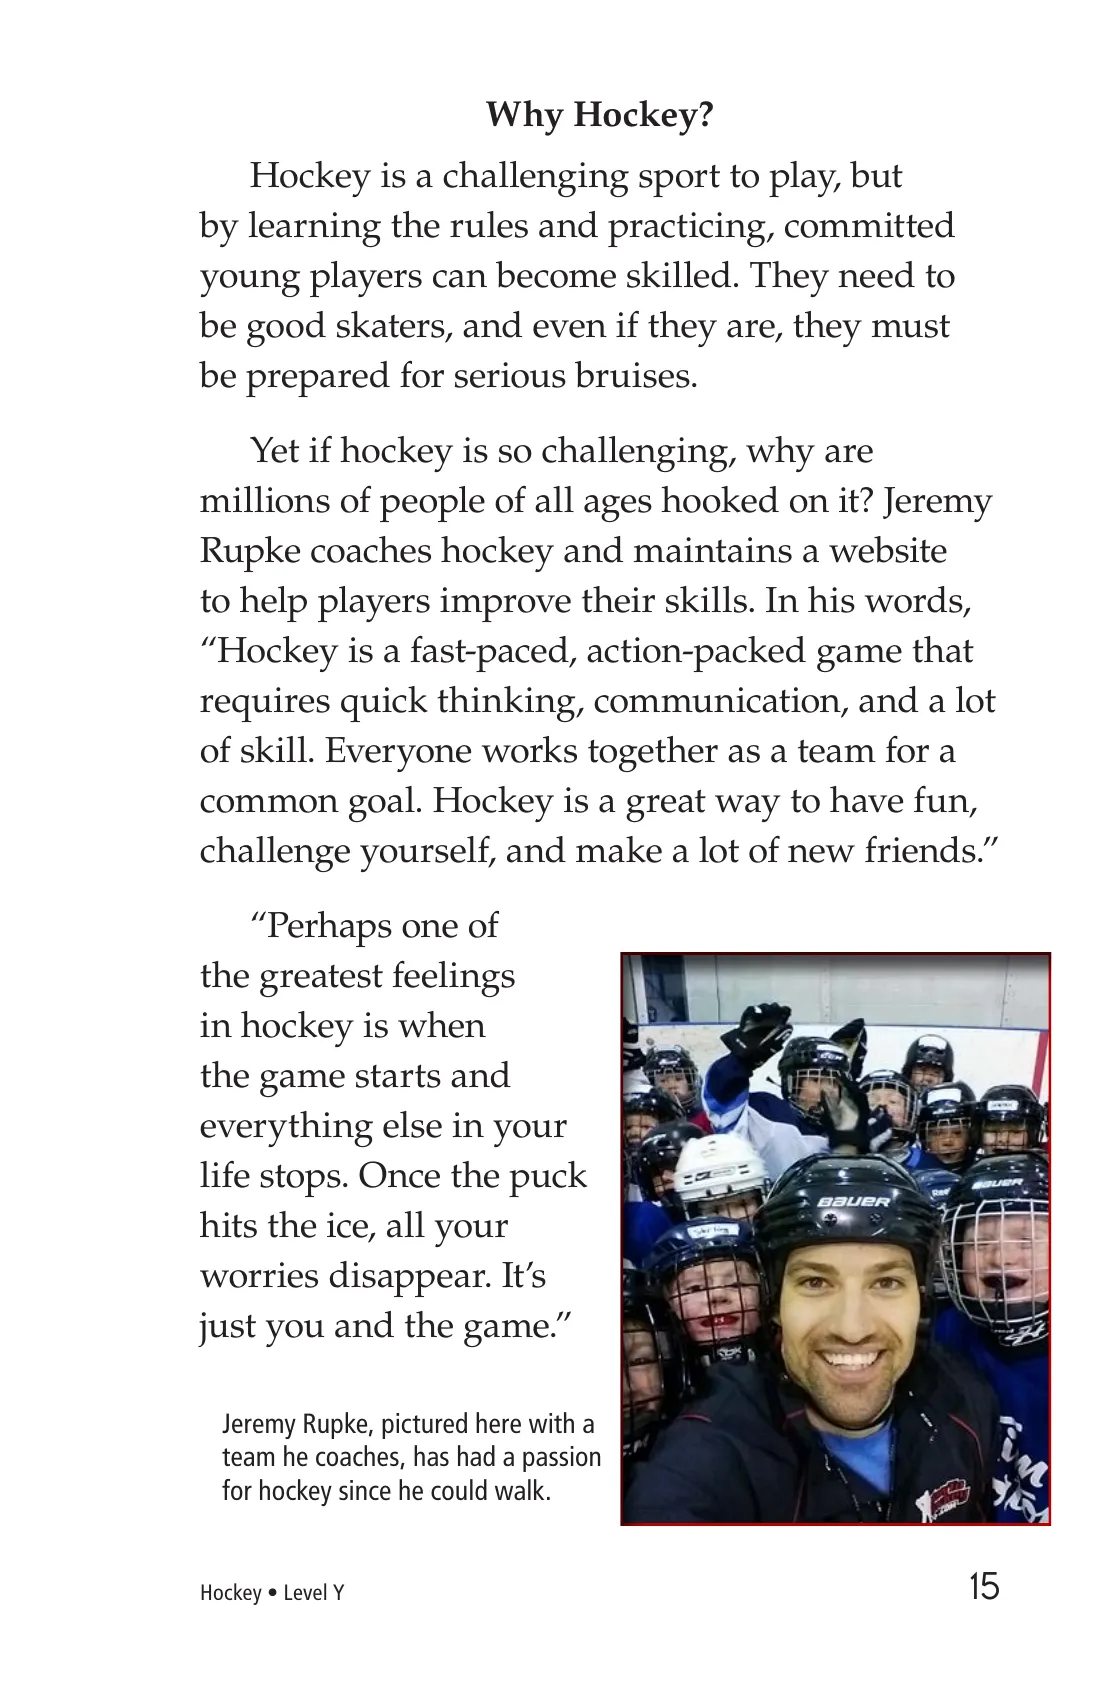 Why Hockey?
Hockey is a challenging sport to play, but
by learning the rules and practicing, committed
young players can become skilled. They need to
be good skaters, and even if they are, they must
be prepared for serious bruises.
Yet if hockey is so challenging, why are
millions of people of all ages hooked on it? Jeremy
Rupke coaches hockey and maintains a website
to help players improve their skills. In his words,
“Hockey is a fast-paced, action-packed game that
requires quick thinking, communication, and a lot
of skill. Everyone works together as a team for a
common goal. Hockey is a great way to have fun,
challenge yourself, and make a lot of new friends.”
“Perhaps one of
the greatest feelings
in hockey is when
the game starts and
everything else in your
life stops. Once the puck
hits the ice, all your
worries disappear. It’s
just you and the game.”
BAUER
BAUER
Jeremy Rupke, pictured here with a
team he coaches, has had a passion
for hockey since he could walk.
Hockey • Level Y
15